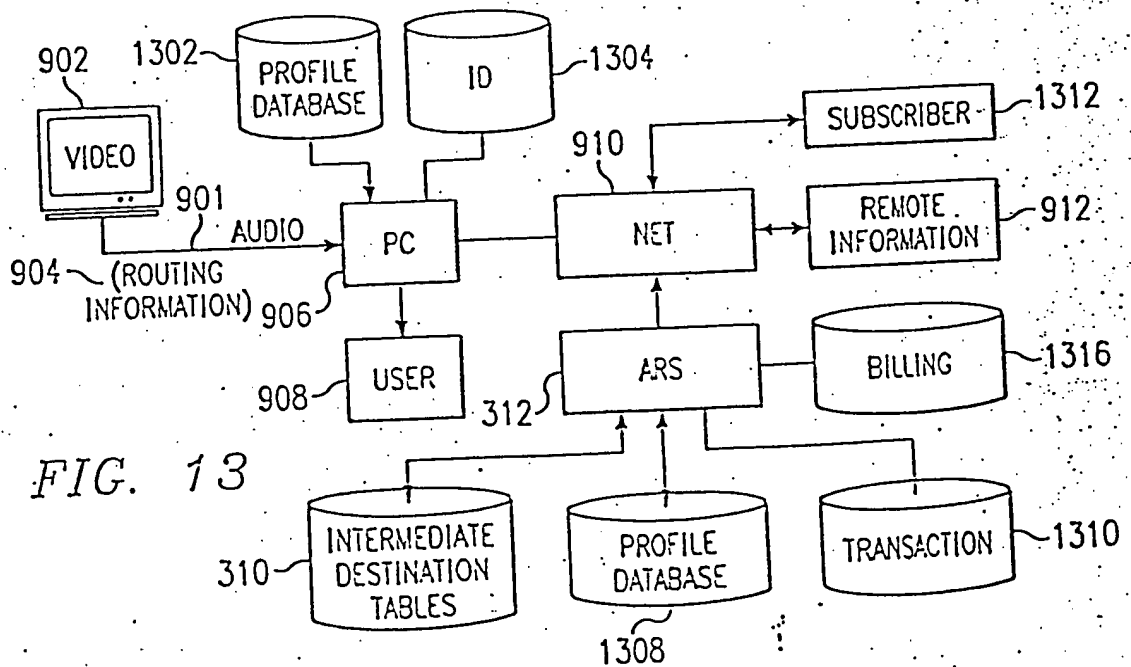 902
1302
PROFILE
DATABASE
ID
1304
VIDEO
901
AUDIO
904
(ROUTING
INFORMATION)
PC
906
USER
908
910
NET
SUBSCRIBER
1312
REMOTE
INFORMATION
912
ARS
312
BILLING
1316
FIG. 13
310
INTERMEDIATE
DESTINATION
TABLES
PROFILE
DATABASE
1308
TRANSACTION
1310